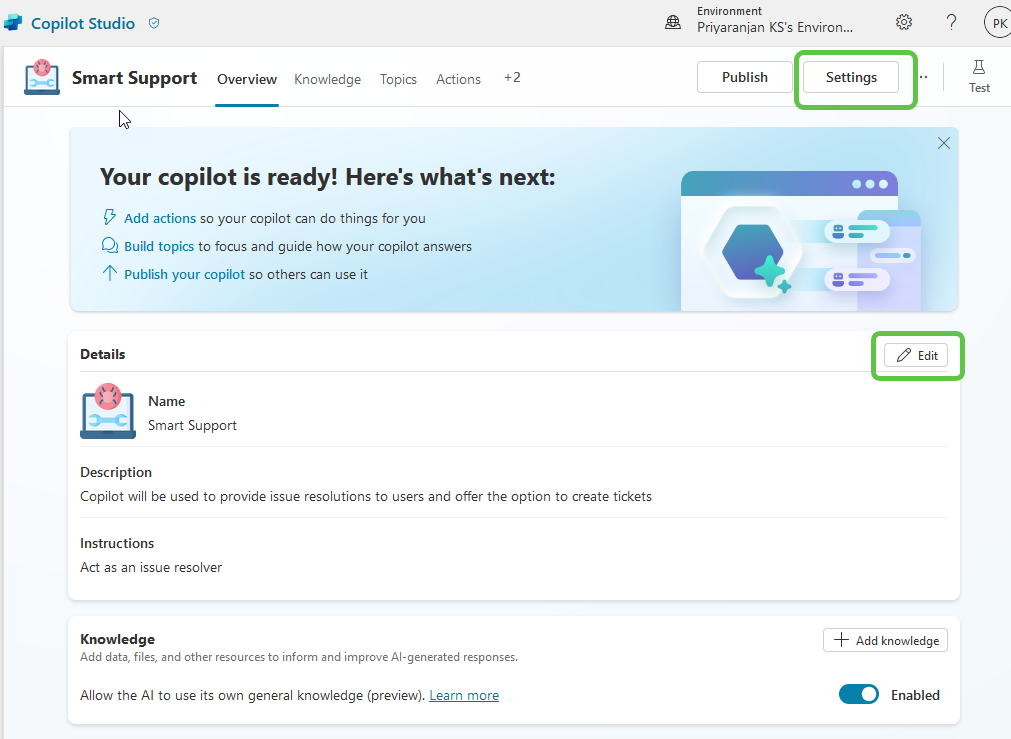 Copilot Studio
Environment
Priyaranjan KS's Environ...
?
PK
Smart Support
Overview
Knowledge
Topics
Actions
+2
Publish
Settings
Test
Your copilot is ready! Here's what's next:
Add actions so your copilot can do things for you
Build topics to focus and guide how your copilot answers
Publish your copilot so others can use it
Details
Edit
Name
Smart Support
Description
Copilot will be used to provide issue resolutions to users and offer the option to create tickets
Instructions
Act as an issue resolver
Knowledge
Add knowledge
Add data, files, and other resources to inform and improve AI-generated responses.
Allow the AI to use its own general knowledge (preview). Learn more
Enabled